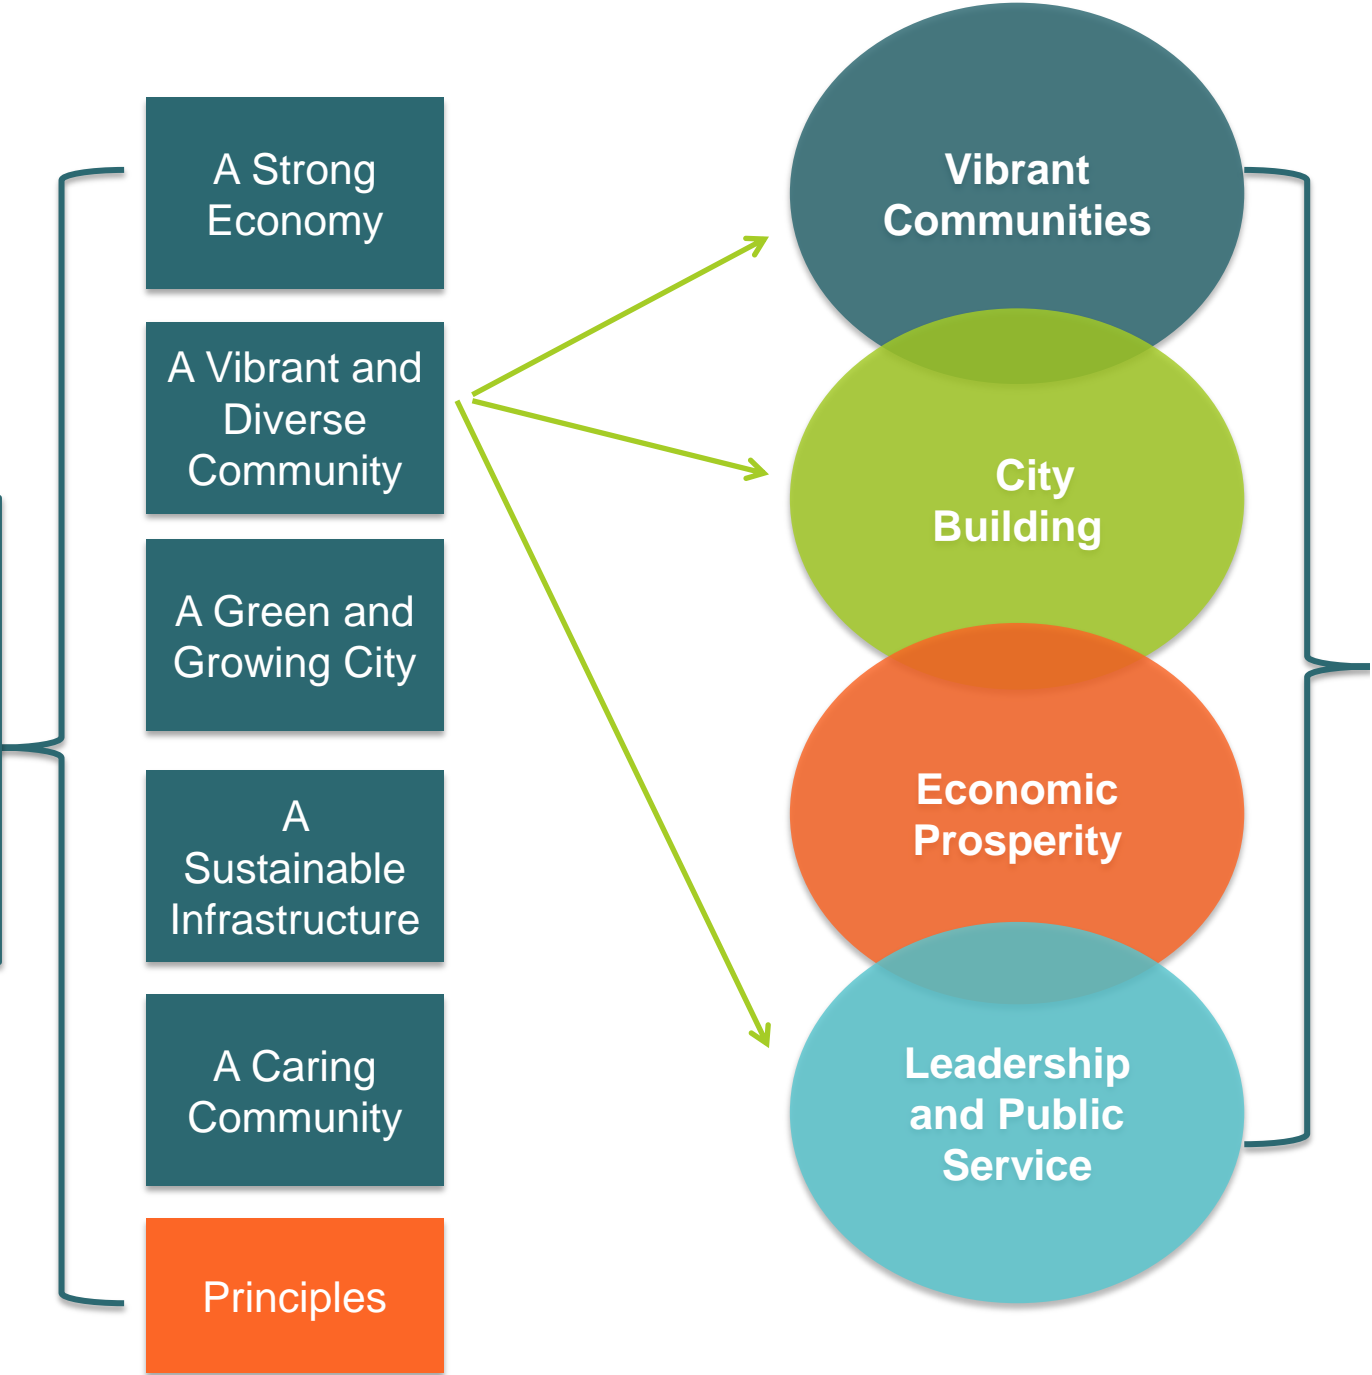 A Strong
Economy
A Vibrant and
Diverse
Community
A Green and
Growing City
A
Sustainable
Infrastructure
A Caring
Community
Principles
Vibrant
Communities
City
Building
Economic
Prosperity
Leadership
and Public
Service